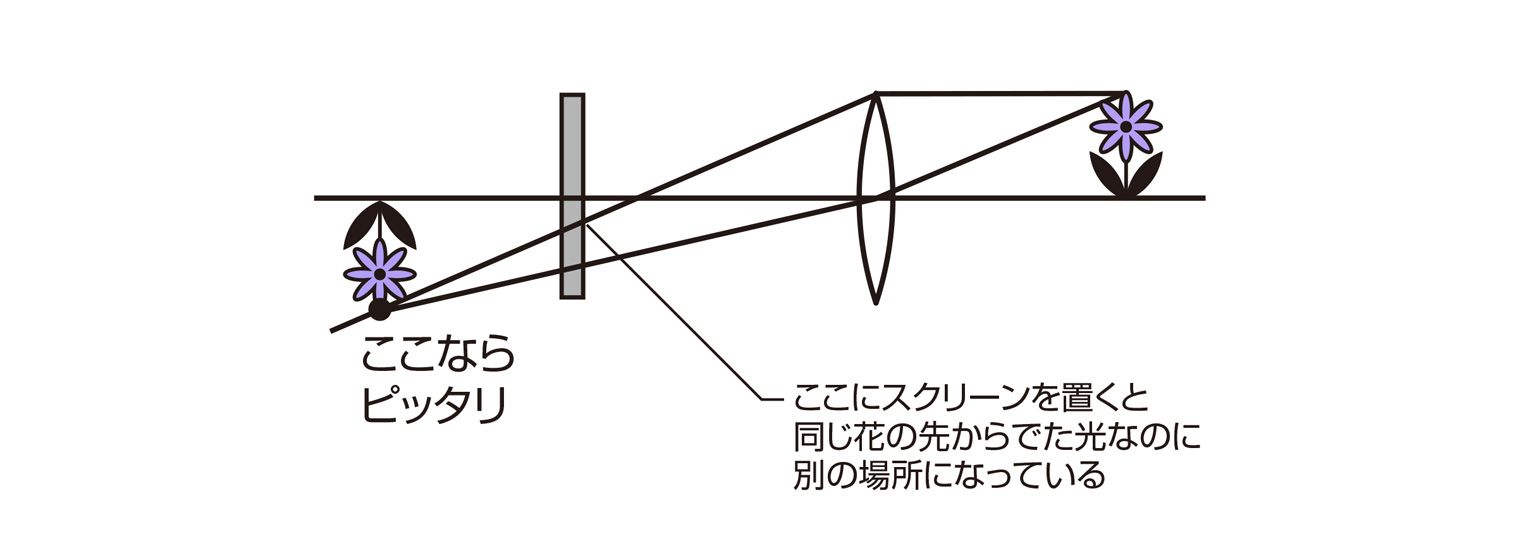 ここなら
ピッタリ
ここにスクリーンを置くと
同じ花の先からでた光なのに
別の場所になっている